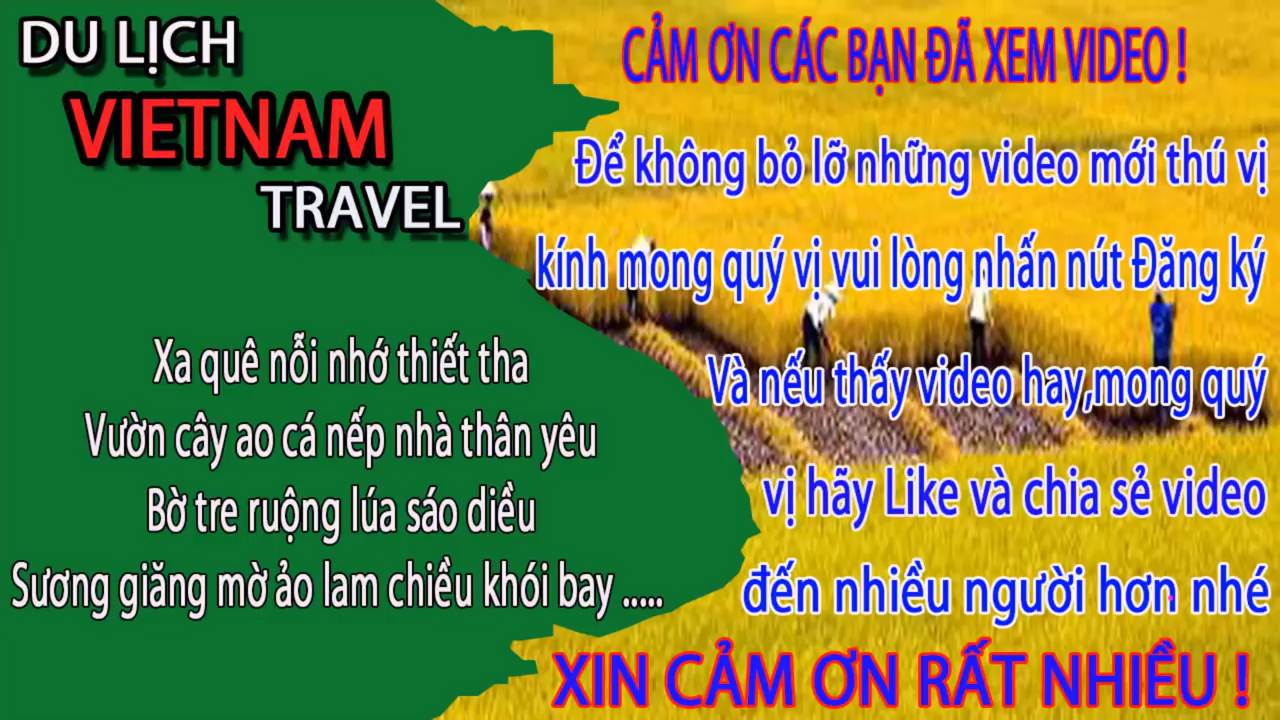 DU LỊCH
VIETNAM
TRAVEL
Xa quê nỗi nhớ thiết tha
Vườn cây ao cá nếp nhà thân yêu
Bờ tre ruộng lúa sáo diều
Sương giăng mờ ảo lam chiều khói bay .....
CẢM ƠN CÁC BẠN ĐÃ XEM VIDEO !
Để không bỏ lỡ những video mới thú vị
kính mong quý vị vui lòng nhấn nút Đăng ký
Và nếu thấy video hay,mong quý
vị hãy Like và chia sẻ video
đến nhiều người hơn nhé
XIN CẢM ƠN RẤT NHIỀU !